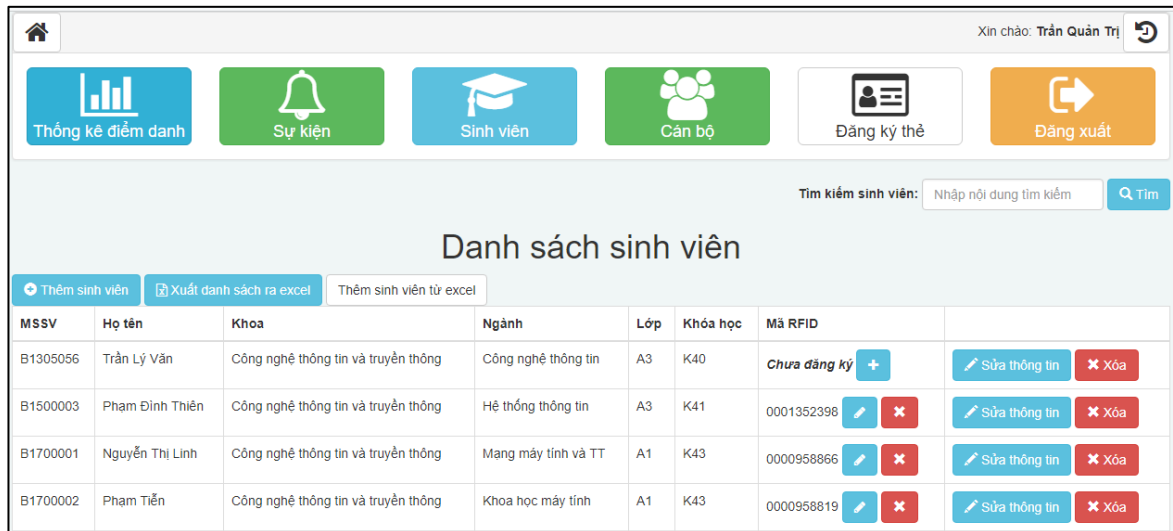 Xin chào: Trần Quản Trị
Thống kê điểm danh Sự kiện Sinh viên Cán bộ Đăng ký thẻ Đăng xuất
Tìm kiếm sinh viên: Nhập nội dung tìm kiếm Tìm
Danh sách sinh viên
Thêm sinh viên Xuất danh sách ra excel Thêm sinh viên từ excel
MSSV Họ tên Khoa Ngành Lớp Khóa học Mã RFID
B1305056 Trần Lý Văn Công nghệ thông tin và truyền thông Công nghệ thông tin A3 K40 Chưa đăng ký Sửa thông tin Xóa
B1500003 Phạm Đình Thiên Công nghệ thông tin và truyền thông Hệ thống thông tin A3 K41 0001352398 Sửa thông tin Xóa
B1700001 Nguyễn Thị Linh Công nghệ thông tin và truyền thông Mạng máy tính và TT A1 K43 0000958866 Sửa thông tin Xóa
B1700002 Phạm Tiễn Công nghệ thông tin và truyền thông Khoa học máy tính A1 K43 0000958819 Sửa thông tin Xóa